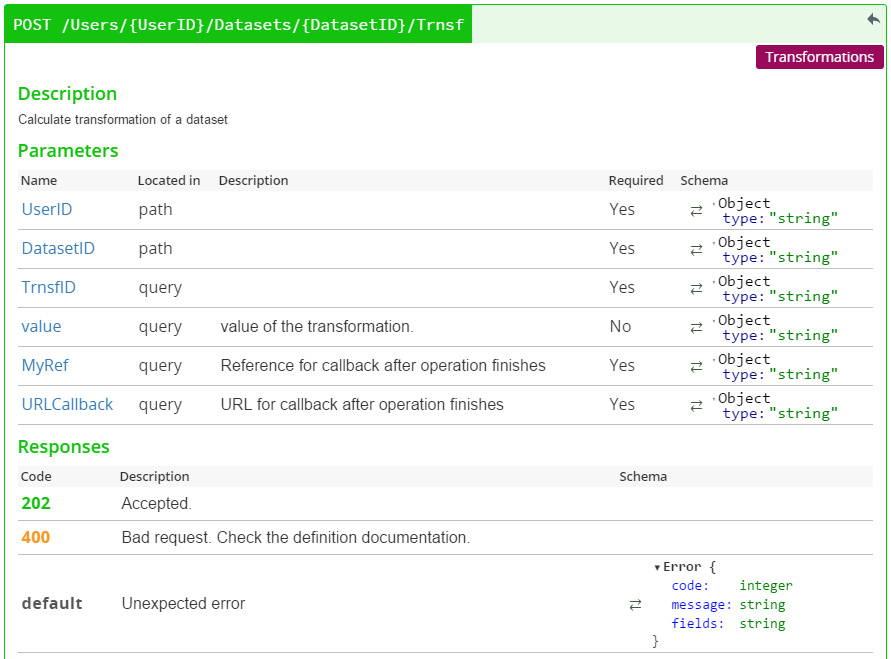 POST /Users/{UserID}/Datasets/{DatasetID}/Trnsf
Transformations
Description
Calculate transformation of a dataset
Parameters
Name Located in Description Required Schema
UserID path Yes ⇄ Object
type: "string"
DatasetID path Yes ⇄ Object
type: "string"
TrnsfID query Yes ⇄ Object
type: "string"
value query value of the transformation. No ⇄ Object
type: "string"
MyRef query Reference for callback after operation finishes Yes ⇄ Object
type: "string"
URLCallback query URL for callback after operation finishes Yes ⇄ Object
type: "string"
Responses
Code Description Schema
202 Accepted.
400 Bad request. Check the definition documentation.
▾Error {
code: integer
default Unexpected error ⇄ message: string
fields: string
}